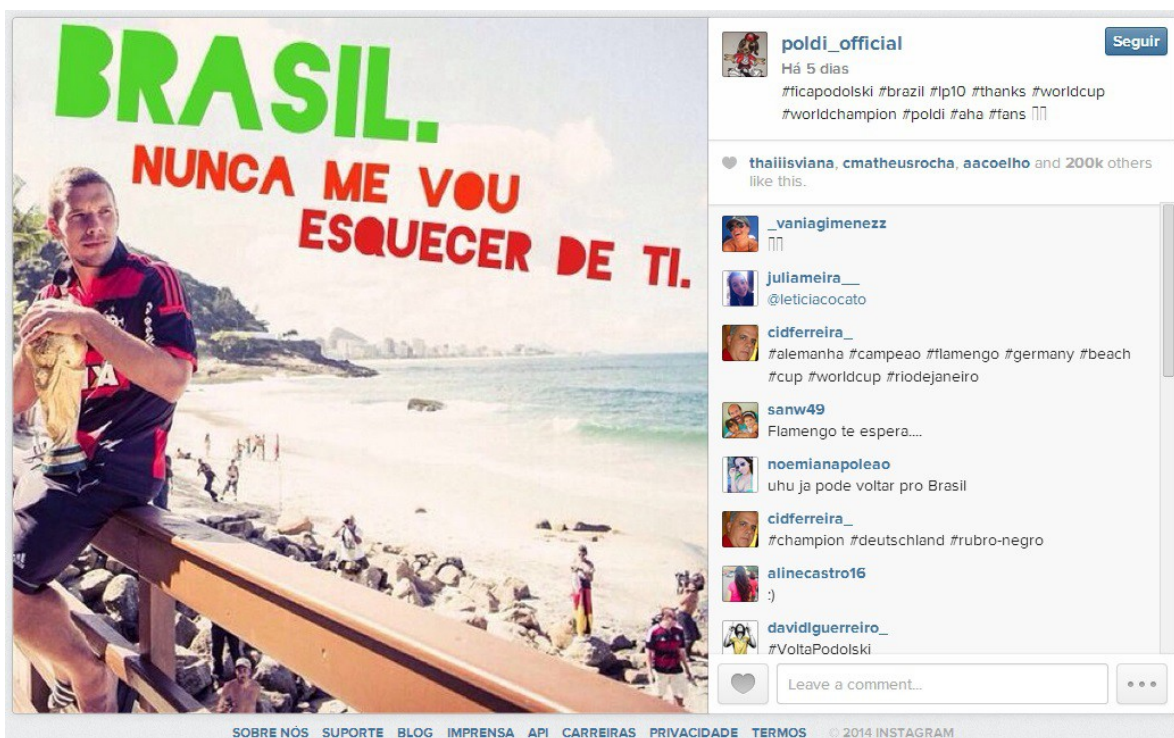 BRASIL.
NUNCA ME VOU
ESQUECER DE TI.
poldi_official
Seguir
Há 5 dias
#ficapodolski #brazil #lp10 #thanks #worldcup
#worldchampion #poldi #aha #fans
thaiiisviana, cmatheusrocha, aacoelho and 200k others
like this.
_vaniagimenezz
juliameira__
@leticiacocato
cidferreira_
#alemanha #campeao #flamengo #germany #beach
#cup #worldcup #riodejaneiro
sanw49
Flamengo te espera....
noemianapoleao
uhu ja pode voltar pro Brasil
cidferreira_
#champion #deutschland #rubro-negro
alinecastro16
:)
davidlguerreiro_
#VoltaPodolski
Leave a comment...
SOBRE NÓS SUPORTE BLOG IMPRENSA API CARREIRAS PRIVACIDADE TERMOS © 2014 INSTAGRAM